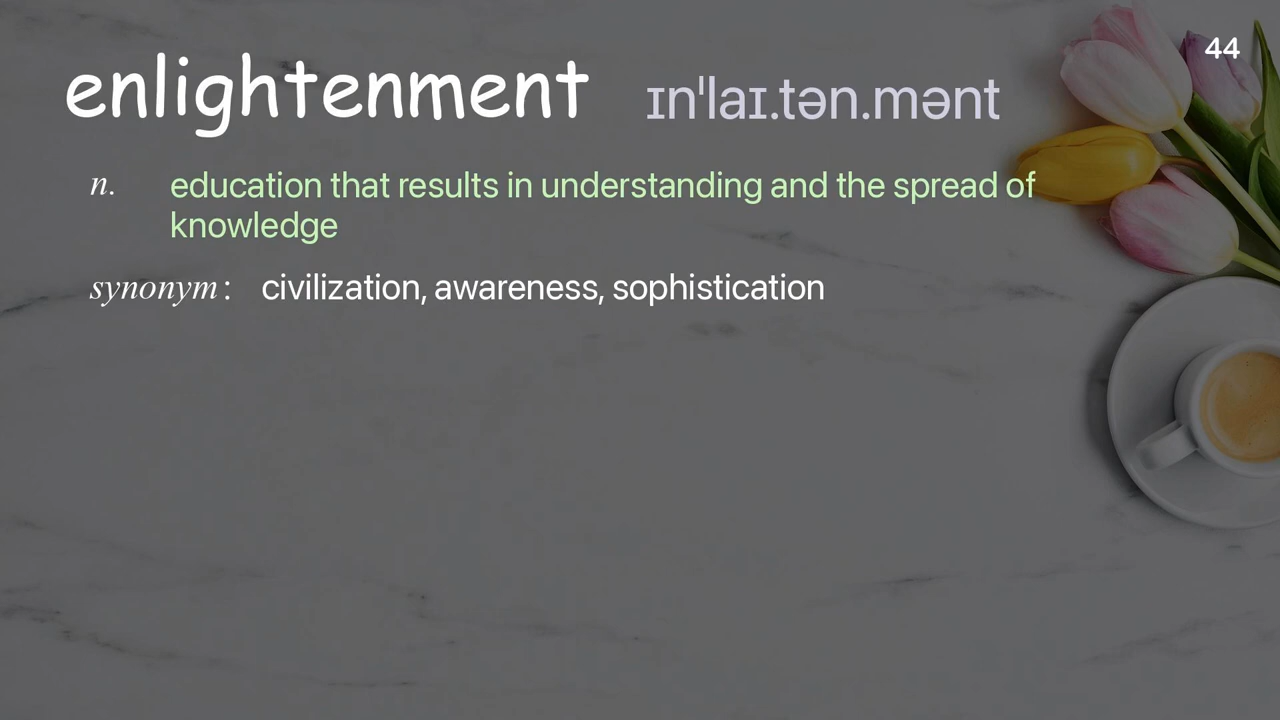 44
enlightenment ɪnˈlaɪ.tən.mənt
n. education that results in understanding and the spread of
knowledge
synonym: civilization, awareness, sophistication